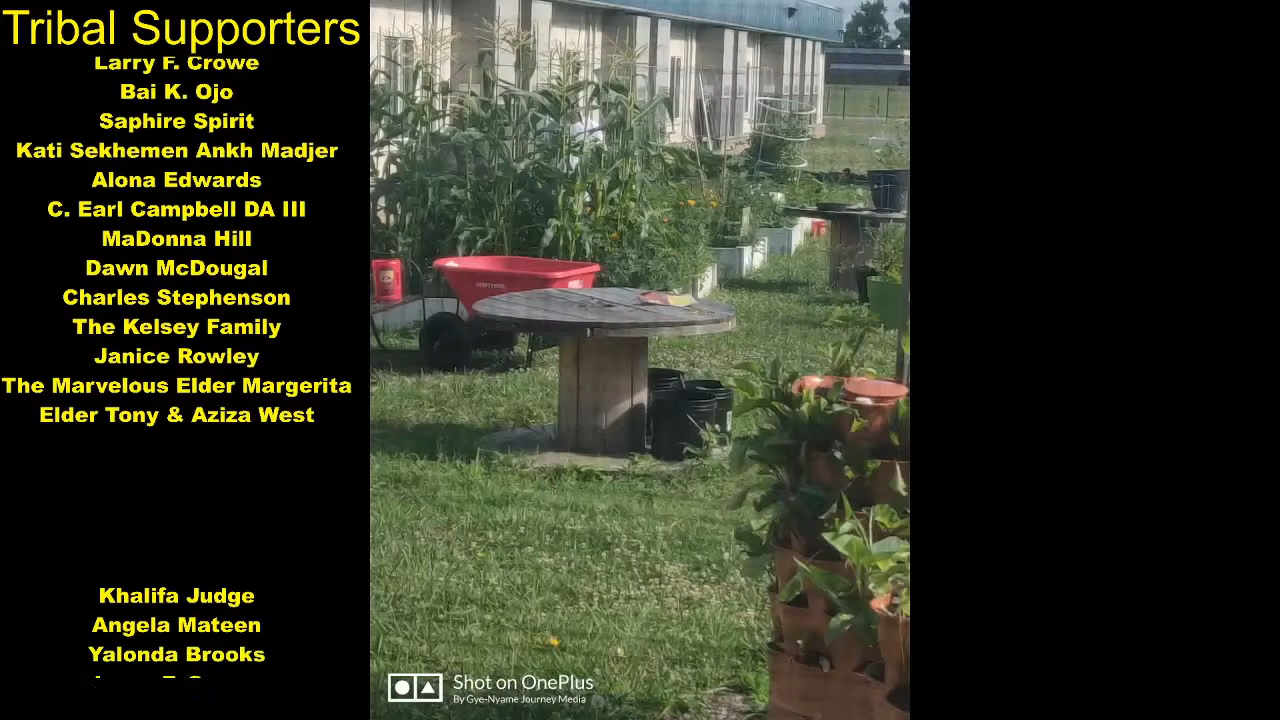 Tribal Supporters
Larry F. Crowe
Bai K. Ojo
Saphire Spirit
Kati Sekhemen Ankh Madjer
Alona Edwards
C. Earl Campbell DA III
MaDonna Hill
Dawn McDougal
Charles Stephenson
The Kelsey Family
Janice Rowley
The Marvelous Elder Margerita
Elder Tony & Aziza West
Khalifa Judge
Angela Mateen
Yalonda Brooks
Shot on OnePlus
By Gye-Nyame Journey Media